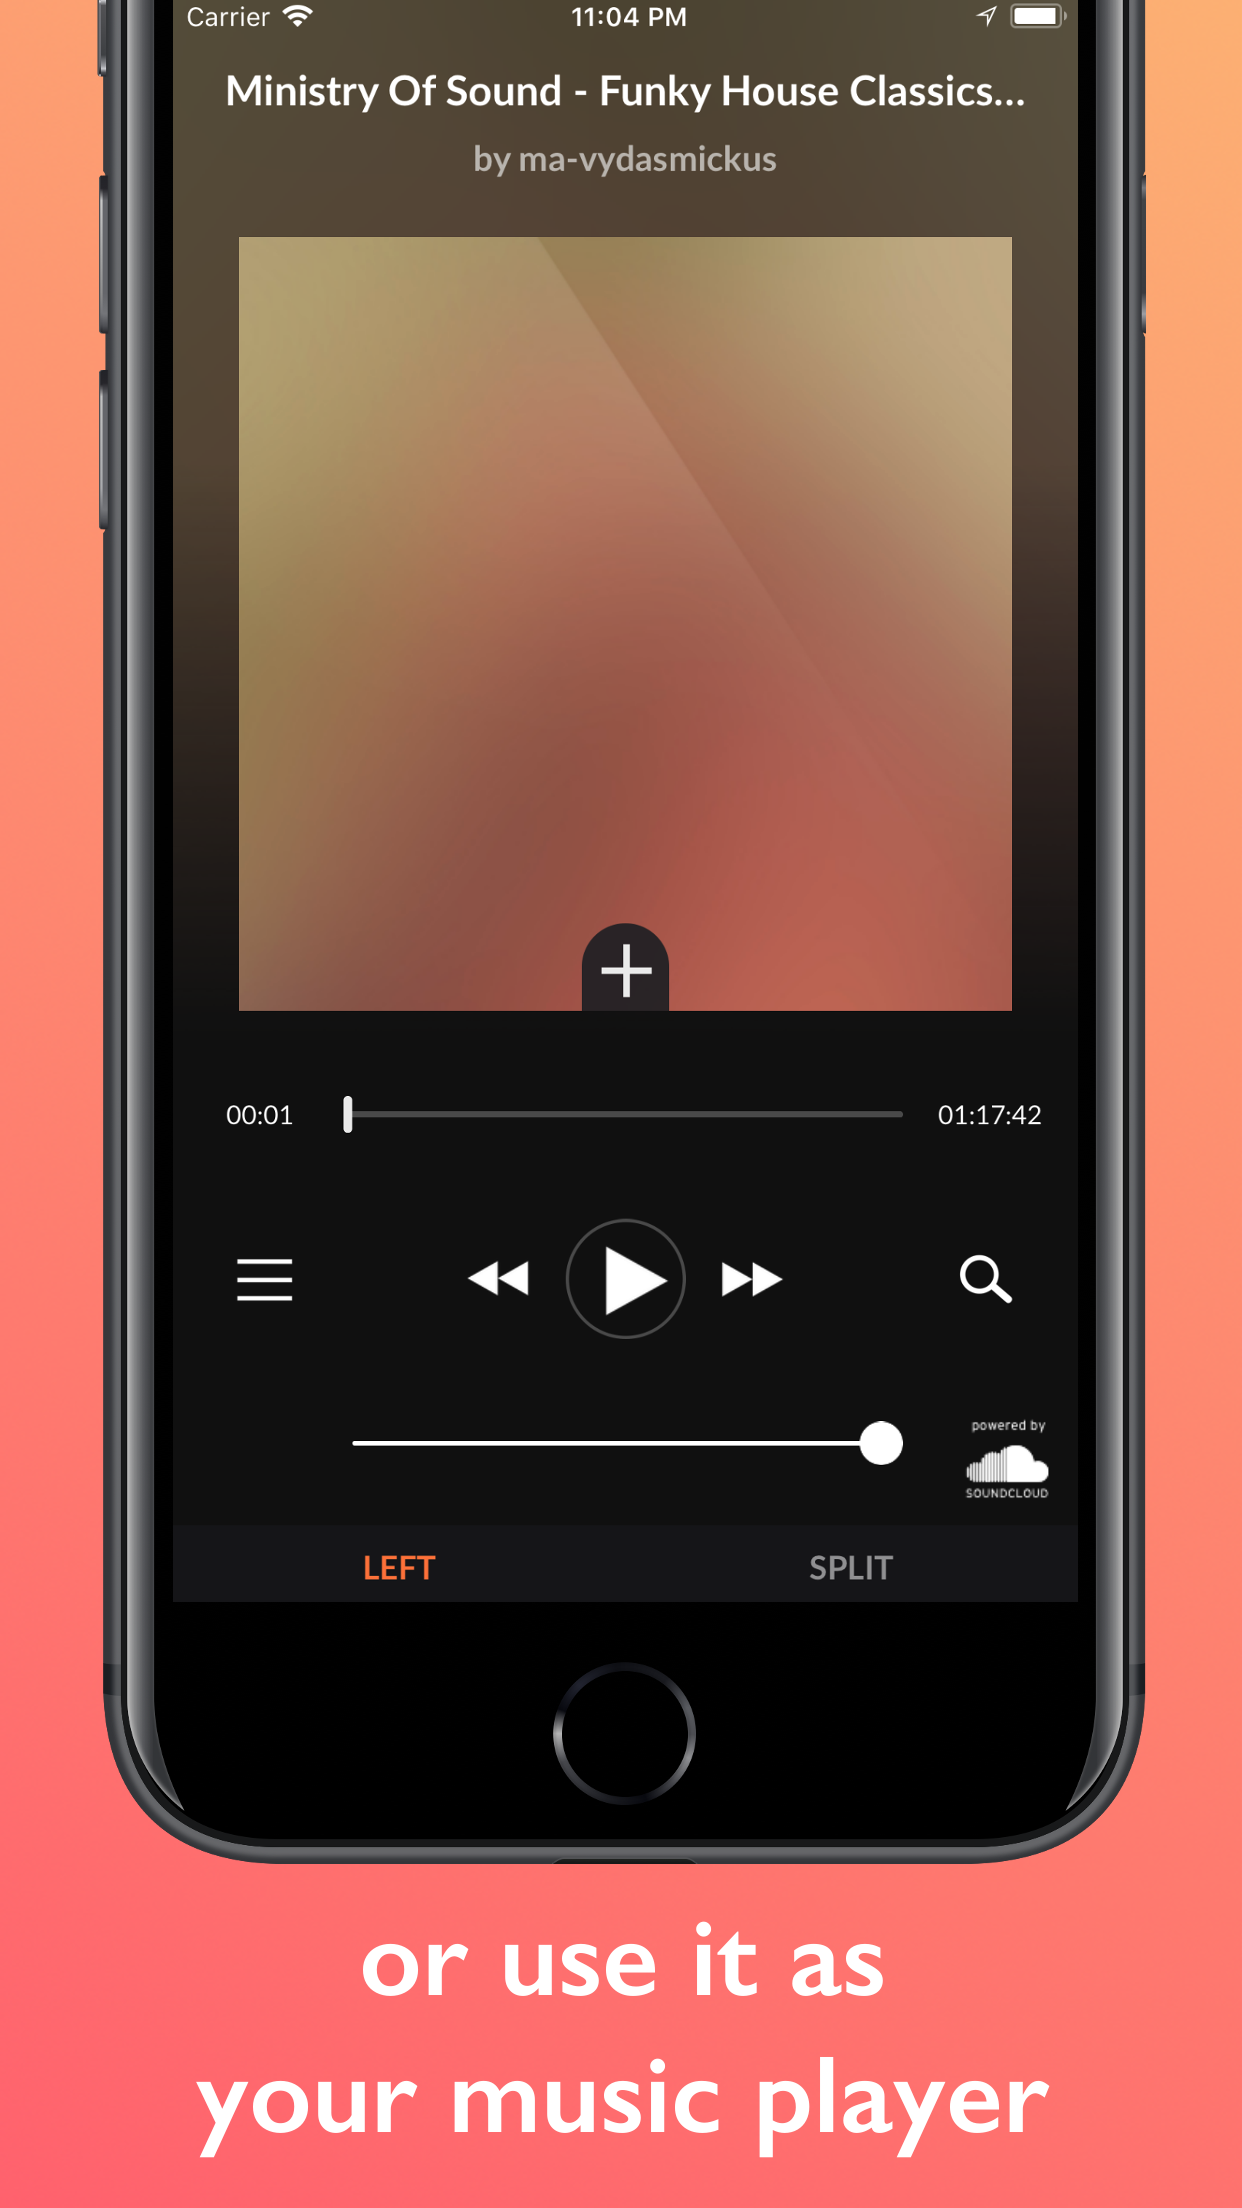 Carrier 11:04 PM
Ministry Of Sound - Funky House Classics...
by ma-vydasmickus
00:01 01:17:42
powered by
SOUNDCLOUD
LEFT SPLIT
or use it as
your music player